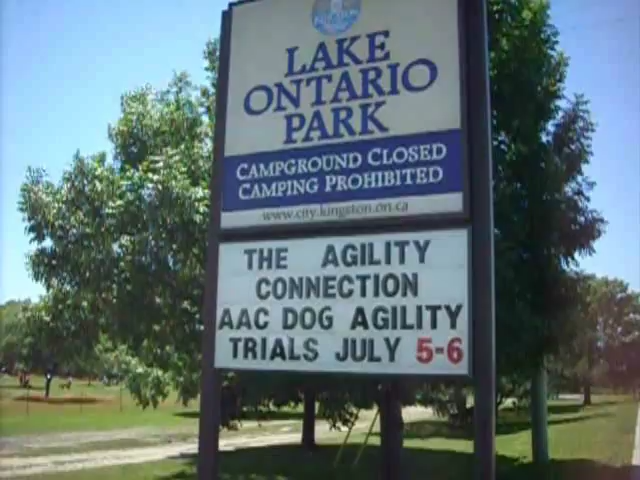 LAKE
ONTARIO
PARK
CAMPGROUND CLOSED
CAMPING PROHIBITED
www.city.kingston.on.ca
THE AGILITY
CONNECTION
AAC DOG AGILITY
TRIALS JULY 5-6